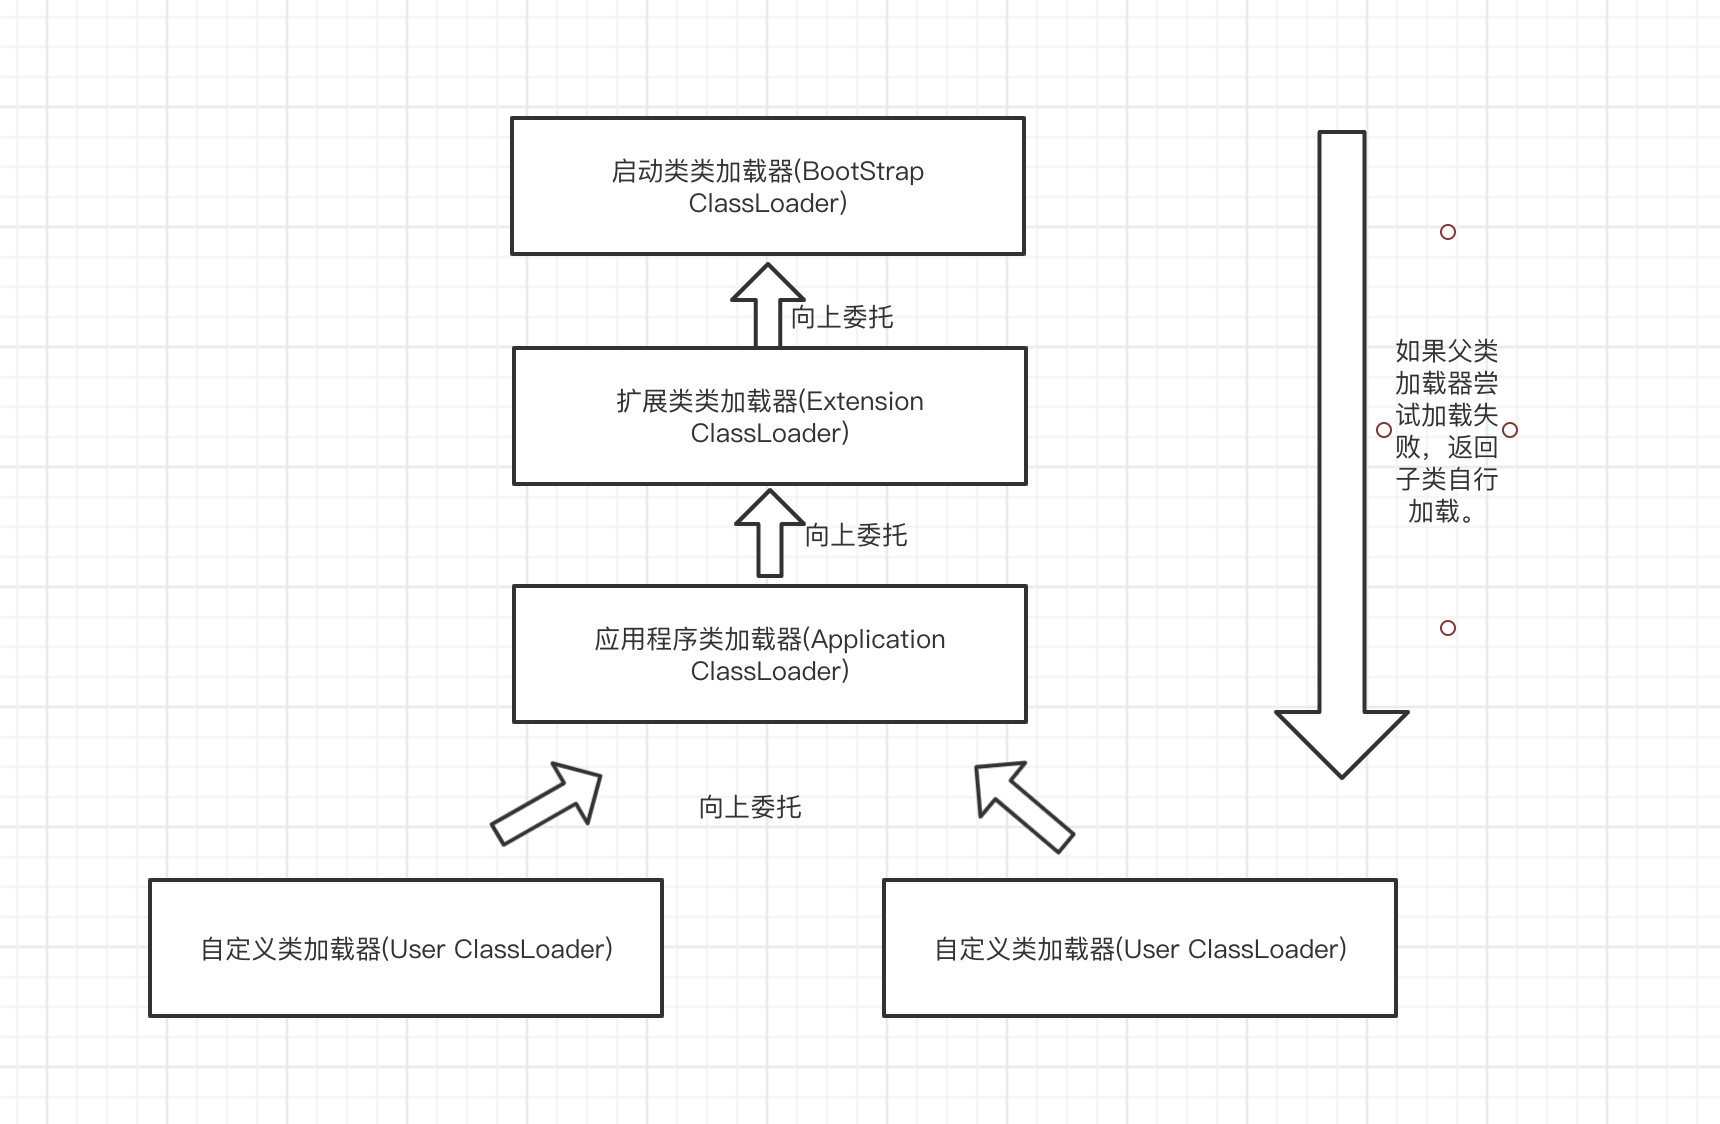 启动类类加载器(BootStrap
ClassLoader)
向上委托
扩展类类加载器(Extension
ClassLoader)
向上委托
应用程序类加载器(Application
ClassLoader)
向上委托
自定义类加载器(User ClassLoader)
自定义类加载器(User ClassLoader)
如果父类
加载器尝
试加载失
败，返回
子类自行
加载。